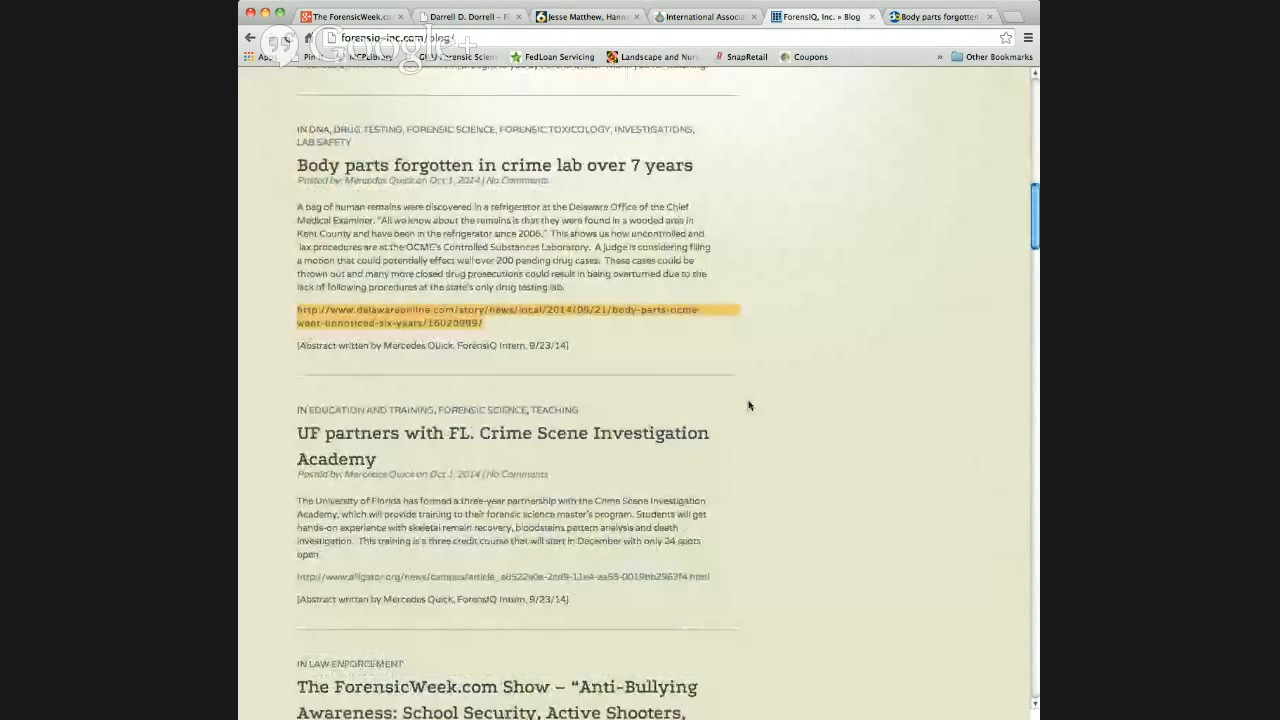 The ForensicWeek.co
Darrell D. Dorrell – F
Jesse Matthew, Hanna
International Associa
ForensIQ, Inc. » Blog
Body parts forgotten
forensiq-inc.com/blog/
Google+
Apps
Pin It
NCPLibrary
GWU Forensic Scien
FedLoan Servicing
Landscape and Nurs
SnapRetail
Coupons
»
Other Bookmarks
IN DNA, DRUG TESTING, FORENSIC SCIENCE, FORENSIC TOXICOLOGY, INVESTIGATIONS,
LAB SAFETY
Body parts forgotten in crime lab over 7 years
Posted by: Mercedes Quick on Oct 1, 2014 | No Comments
A bag of human remains were discovered in a refrigerator at the Delaware Office of the Chief
Medical Examiner. "All we know about the remains is that they were found in a wooded area in
Kent County and have been in the refrigerator since 2006." This shows us how uncontrolled and
lax procedures are at the OCME's Controlled Substances Laboratory. A judge is considering filing
a motion that could potentially effect well over 200 pending drug cases. These cases could be
thrown out and many more closed drug prosecutions could result in being overturned due to the
lack of following procedures at the state's only drug testing lab.
http://www.delawareonline.com/story/news/local/2014/09/21/body-parts-ocme-
went-unnoticed-six-years/16020999/
[Abstract written by Mercedes Quick, ForensIQ Intern, 9/23/14]
IN EDUCATION AND TRAINING, FORENSIC SCIENCE, TEACHING
UF partners with FL. Crime Scene Investigation
Academy
Posted by: Mercedes Quick on Oct 1, 2014 | No Comments
The University of Florida has formed a three-year partnership with the Crime Scene Investigation
Academy, which will provide training to their forensic science master's program. Students will get
hands-on experience with skeletal remain recovery, bloodstains pattern analysis and death
investigation. This training is a three credit course that will start in December with only 24 spots
open.
[Abstract written by Mercedes Quick, ForensIQ Intern, 9/23/14]
IN LAW ENFORCEMENT
The ForensicWeek.com Show – "Anti-Bullying
Awareness: School Security, Active Shooters,